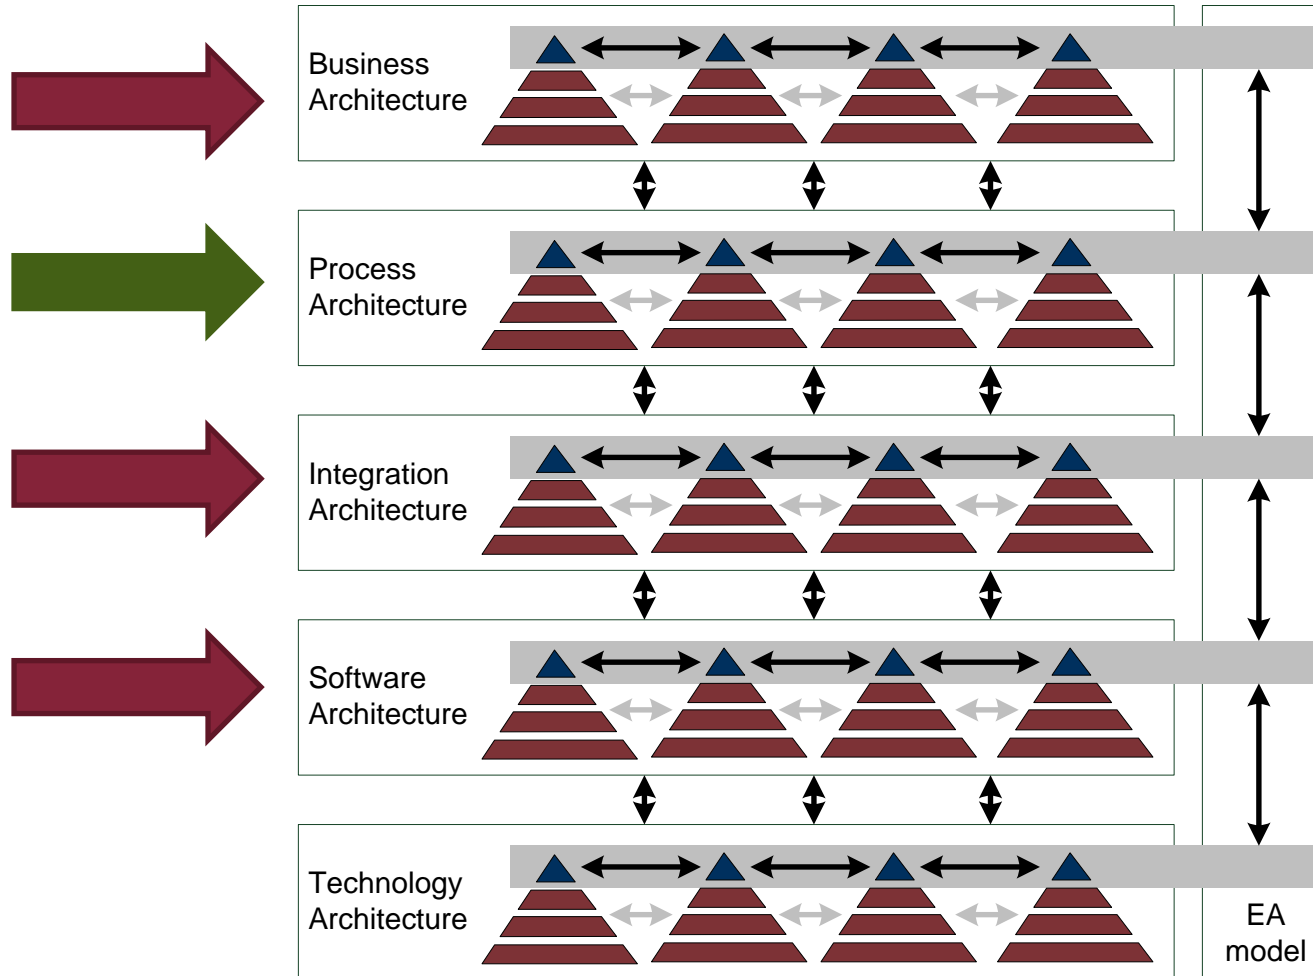 Business
Architecture
Process
Architecture
Integration
Architecture
Software
Architecture
Technology
Architecture
EA
model